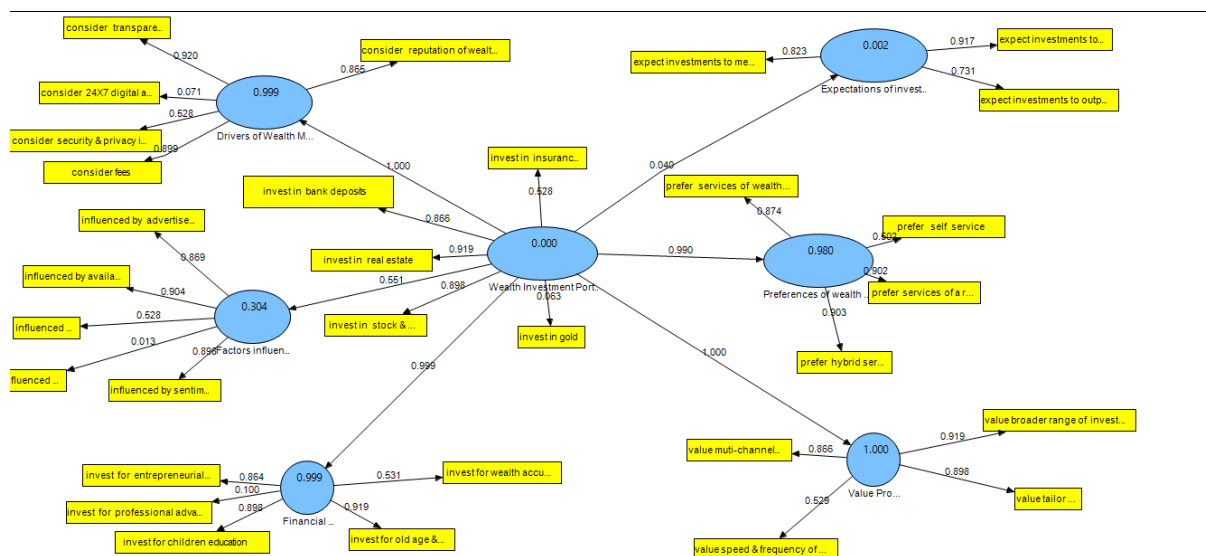 consider transpare...
0.920
consider reputation of wealt...
0.865
consider 24X7 digital a...
0.071
0.999
0.528
consider security & privacy i...
0.899
consider fees
Drivers of Wealth M...
1.000
expect investments to me...
0.823
0.002
0.917
expect investments to...
0.731
expect investments to outp...
Expectations of invest..
0.040
invest in insuranc...
0.528
invest in bank deposits
0.866
invest in real estate
0.919
0.000
Wealth Investment Port..
0.898
invest in stock &...
0.063
invest in gold
0.990
prefer services of wealth...
0.874
prefer self service
0.502
0.980
0.902
prefer services of a r...
Preferences of wealth ..
0.903
prefer hybrid ser...
influenced by advertise...
0.869
0.551
influenced by availa...
0.904
0.304
influenced ...
0.528
Factors influen..
0.013
fluenced ...
influenced by sentim...
0.999
1.000
invest for entrepreneurial...
0.864
0.999
0.531
invest for wealth accu...
0.100
invest for professional adva...
0.898
Financial ...
0.919
invest for children education
invest for old age &...
value muti-channel...
0.866
1.000
0.919
value broader range of invest...
0.898
value tailor ...
Value Pro...
0.529
value speed & frequency of ...